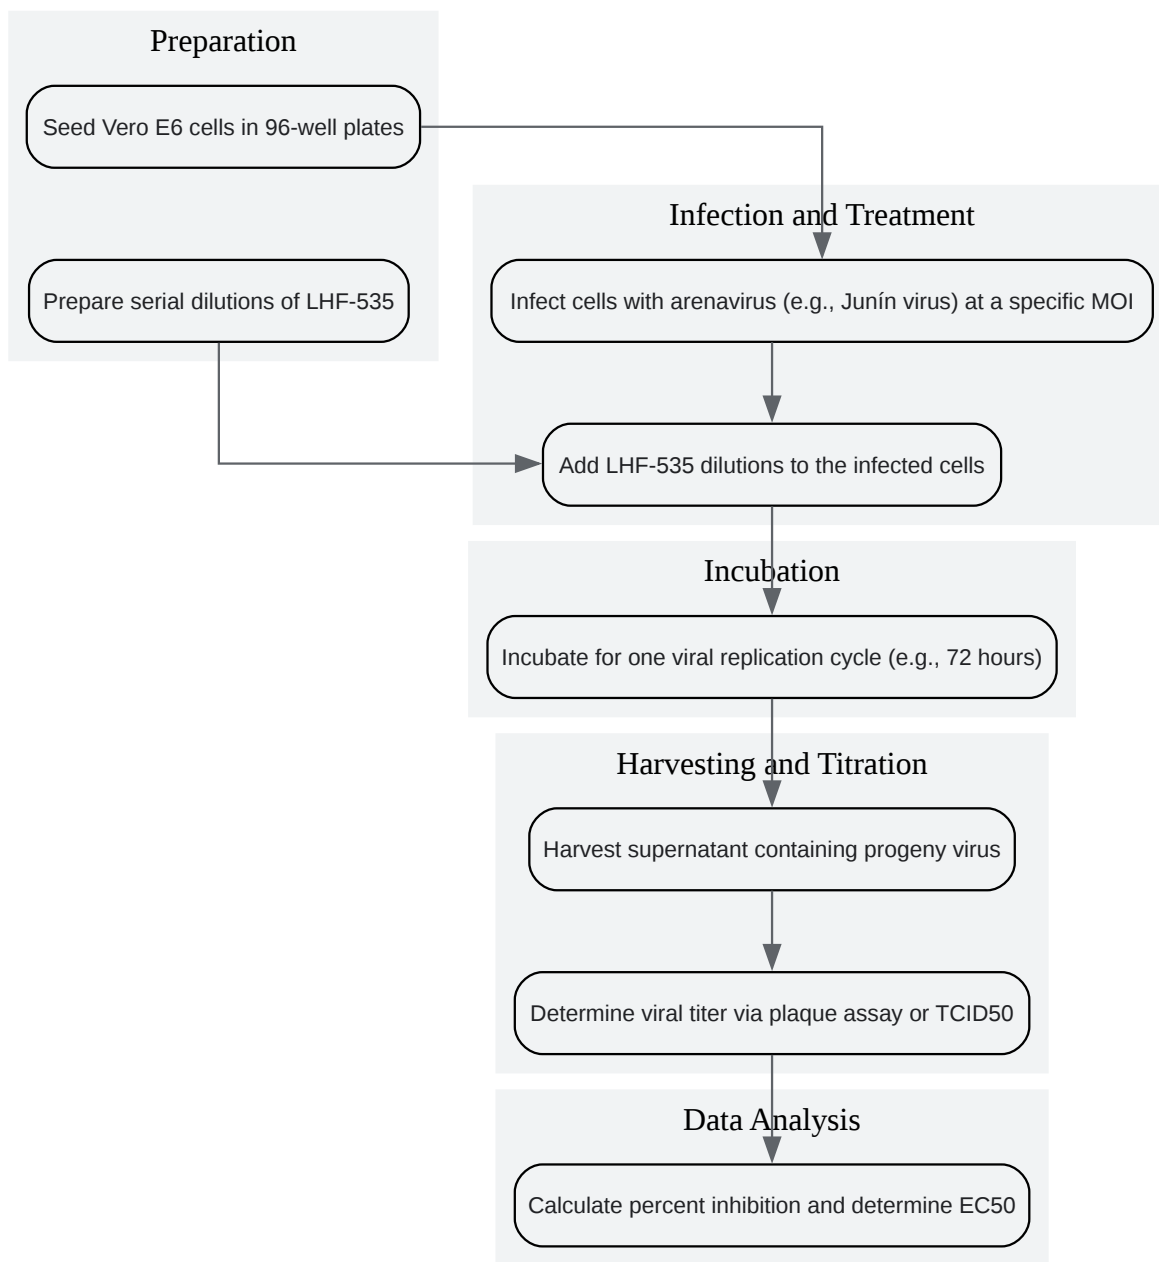 Preparation
Seed Vero E6 cells in 96-well plates
Prepare serial dilutions of LHF-535
Infection and Treatment
Infect cells with arenavirus (e.g., Junín virus) at a specific MOI
Add LHF-535 dilutions to the infected cells
Incubation
Incubate for one viral replication cycle (e.g., 72 hours)
Harvesting and Titration
Harvest supernatant containing progeny virus
Determine viral titer via plaque assay or TCID50
Data Analysis
Calculate percent inhibition and determine EC50